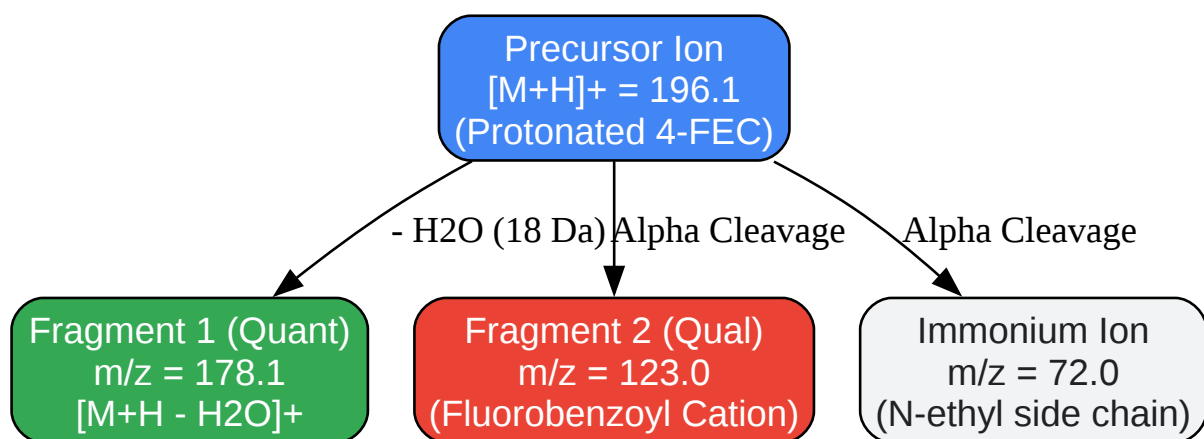 Precursor Ion
[M+H]+ = 196.1
(Protonated 4-FEC)
- H2O (18 Da)
Alpha Cleavage
Alpha Cleavage
Fragment 1 (Quant)
m/z = 178.1
[M+H - H2O]+
Fragment 2 (Qual)
m/z = 123.0
(Fluorobenzoyl Cation)
Immonium Ion
m/z = 72.0
(N-ethyl side chain)